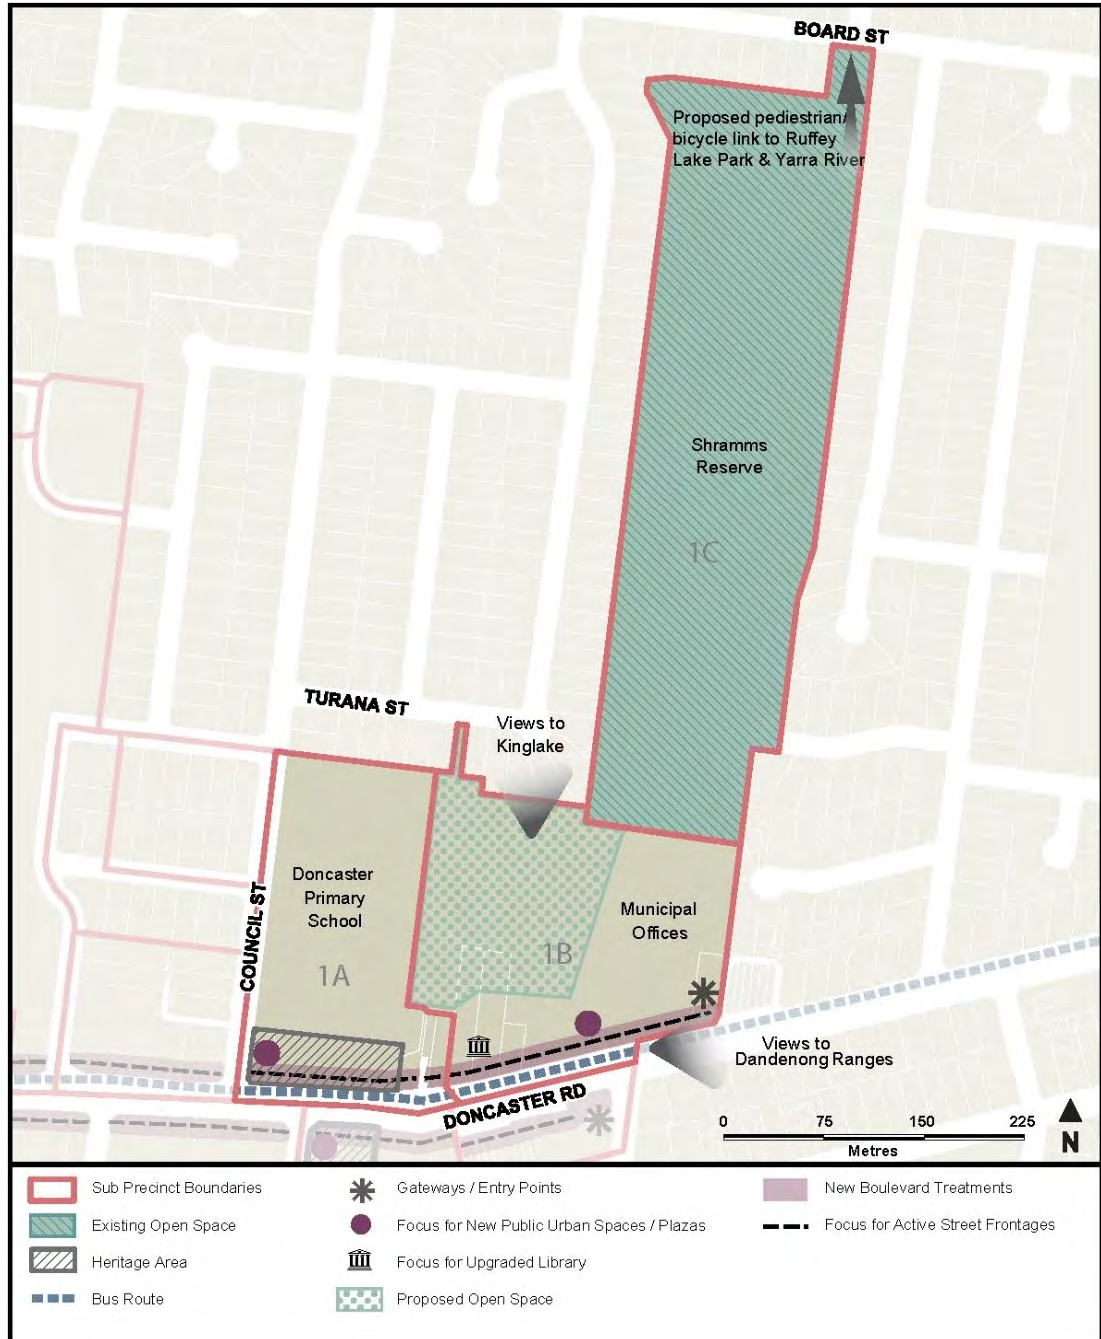 BOARD ST
Proposed pediestrian/
bicycle link to Ruffey
Lake Park & Yarra River
Shramms
Reserve
1C
TURANA ST
Views to
Kinglake
Doncaster
Primary
School
COUNCIL ST
Municipal
Offices
1B
1A
Views to
Dandenong Ranges
DONCASTER RD
0 75 150 225
Metres
N
Sub Precinct Boundaries
Existing Open Space
Heritage Area
Bus Route
Gateways / Entry Points
Focus for New Public Urban Spaces / Plazas
Focus for Upgraded Library
Proposed Open Space
New Boulevard Treatments
Focus for Active Street Frontages